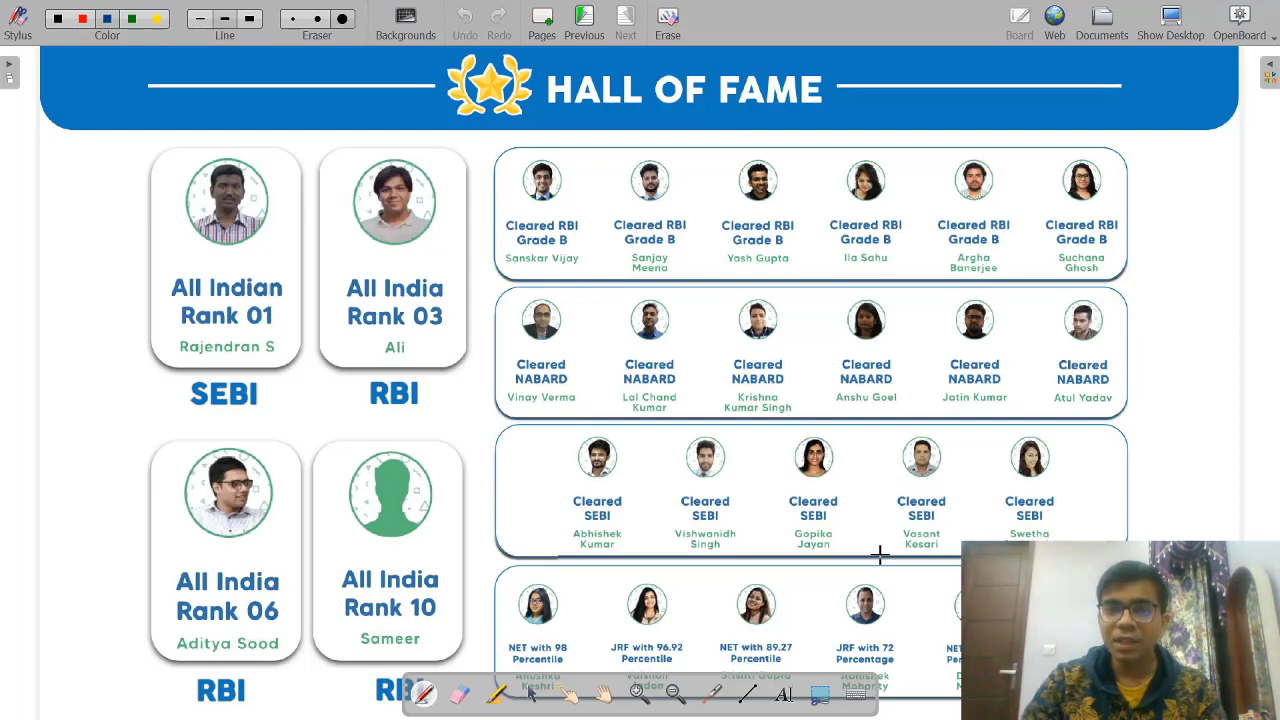 Stylus
Color
Line
Eraser
Backgrounds
Undo
Redo
Pages
Previous
Next
Erase
Board
Web
Documents
Show Desktop
OpenBoard
HALL OF FAME
All Indian
Rank 01
Rajendran S
SEBI
All India
Rank 03
Ali
RBI
All India
Rank 06
Aditya Sood
RBI
All India
Rank 10
Sameer
Cleared RBI
Grade B
Sanskar Vijay
Cleared RBI
Grade B
Sanjay
Meena
Cleared RBI
Grade B
Yash Gupta
Cleared RBI
Grade B
Ila Sahu
Cleared RBI
Grade B
Argha
Banerjee
Cleared RBI
Grade B
Suchana
Ghosh
Cleared
NABARD
Vinay Verma
Cleared
NABARD
Lal Chand
Kumar
Cleared
NABARD
Krishna
Kumar Singh
Cleared
NABARD
Anshu Goel
Cleared
NABARD
Jatin Kumar
Cleared
NABARD
Atul Yadav
Cleared
SEBI
Abhishek
Kumar
Cleared
SEBI
Vishwanidh
Singh
Cleared
SEBI
Gopika
Jayan
Cleared
SEBI
Vasant
Kesari
Cleared
SEBI
Swetha
NET with 98
Percentile
JRF with 96.92
Percentile
NET with 89.27
Percentile
JRF with 72
Percentage
Abhishek